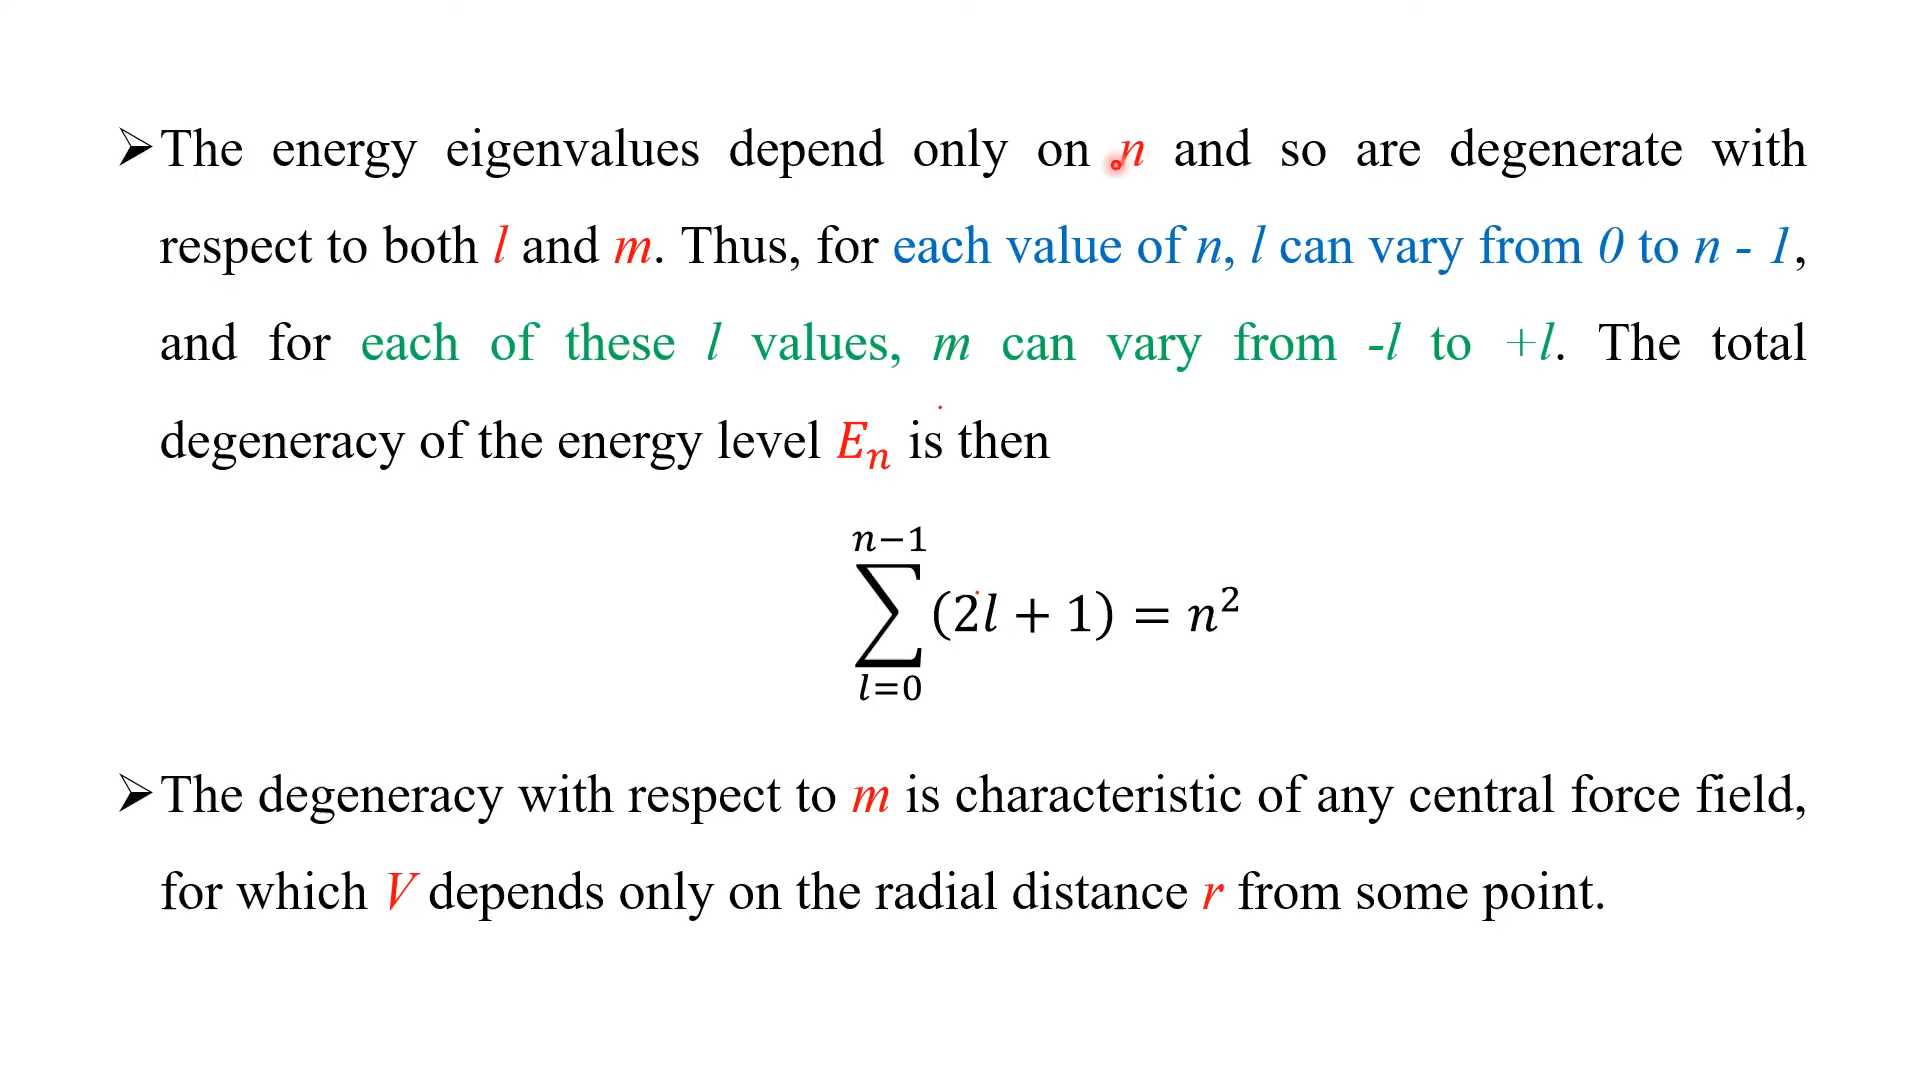 ➢The energy eigenvalues depend only on n and so are degenerate with
respect to both l and m. Thus, for each value of n, l can vary from 0 to n - 1,
and for each of these l values, m can vary from -l to +l. The total
degeneracy of the energy level Eₙ is then
n−1
∑(2l + 1) = n²
l=0
➢The degeneracy with respect to m is characteristic of any central force field,
for which V depends only on the radial distance r from some point.